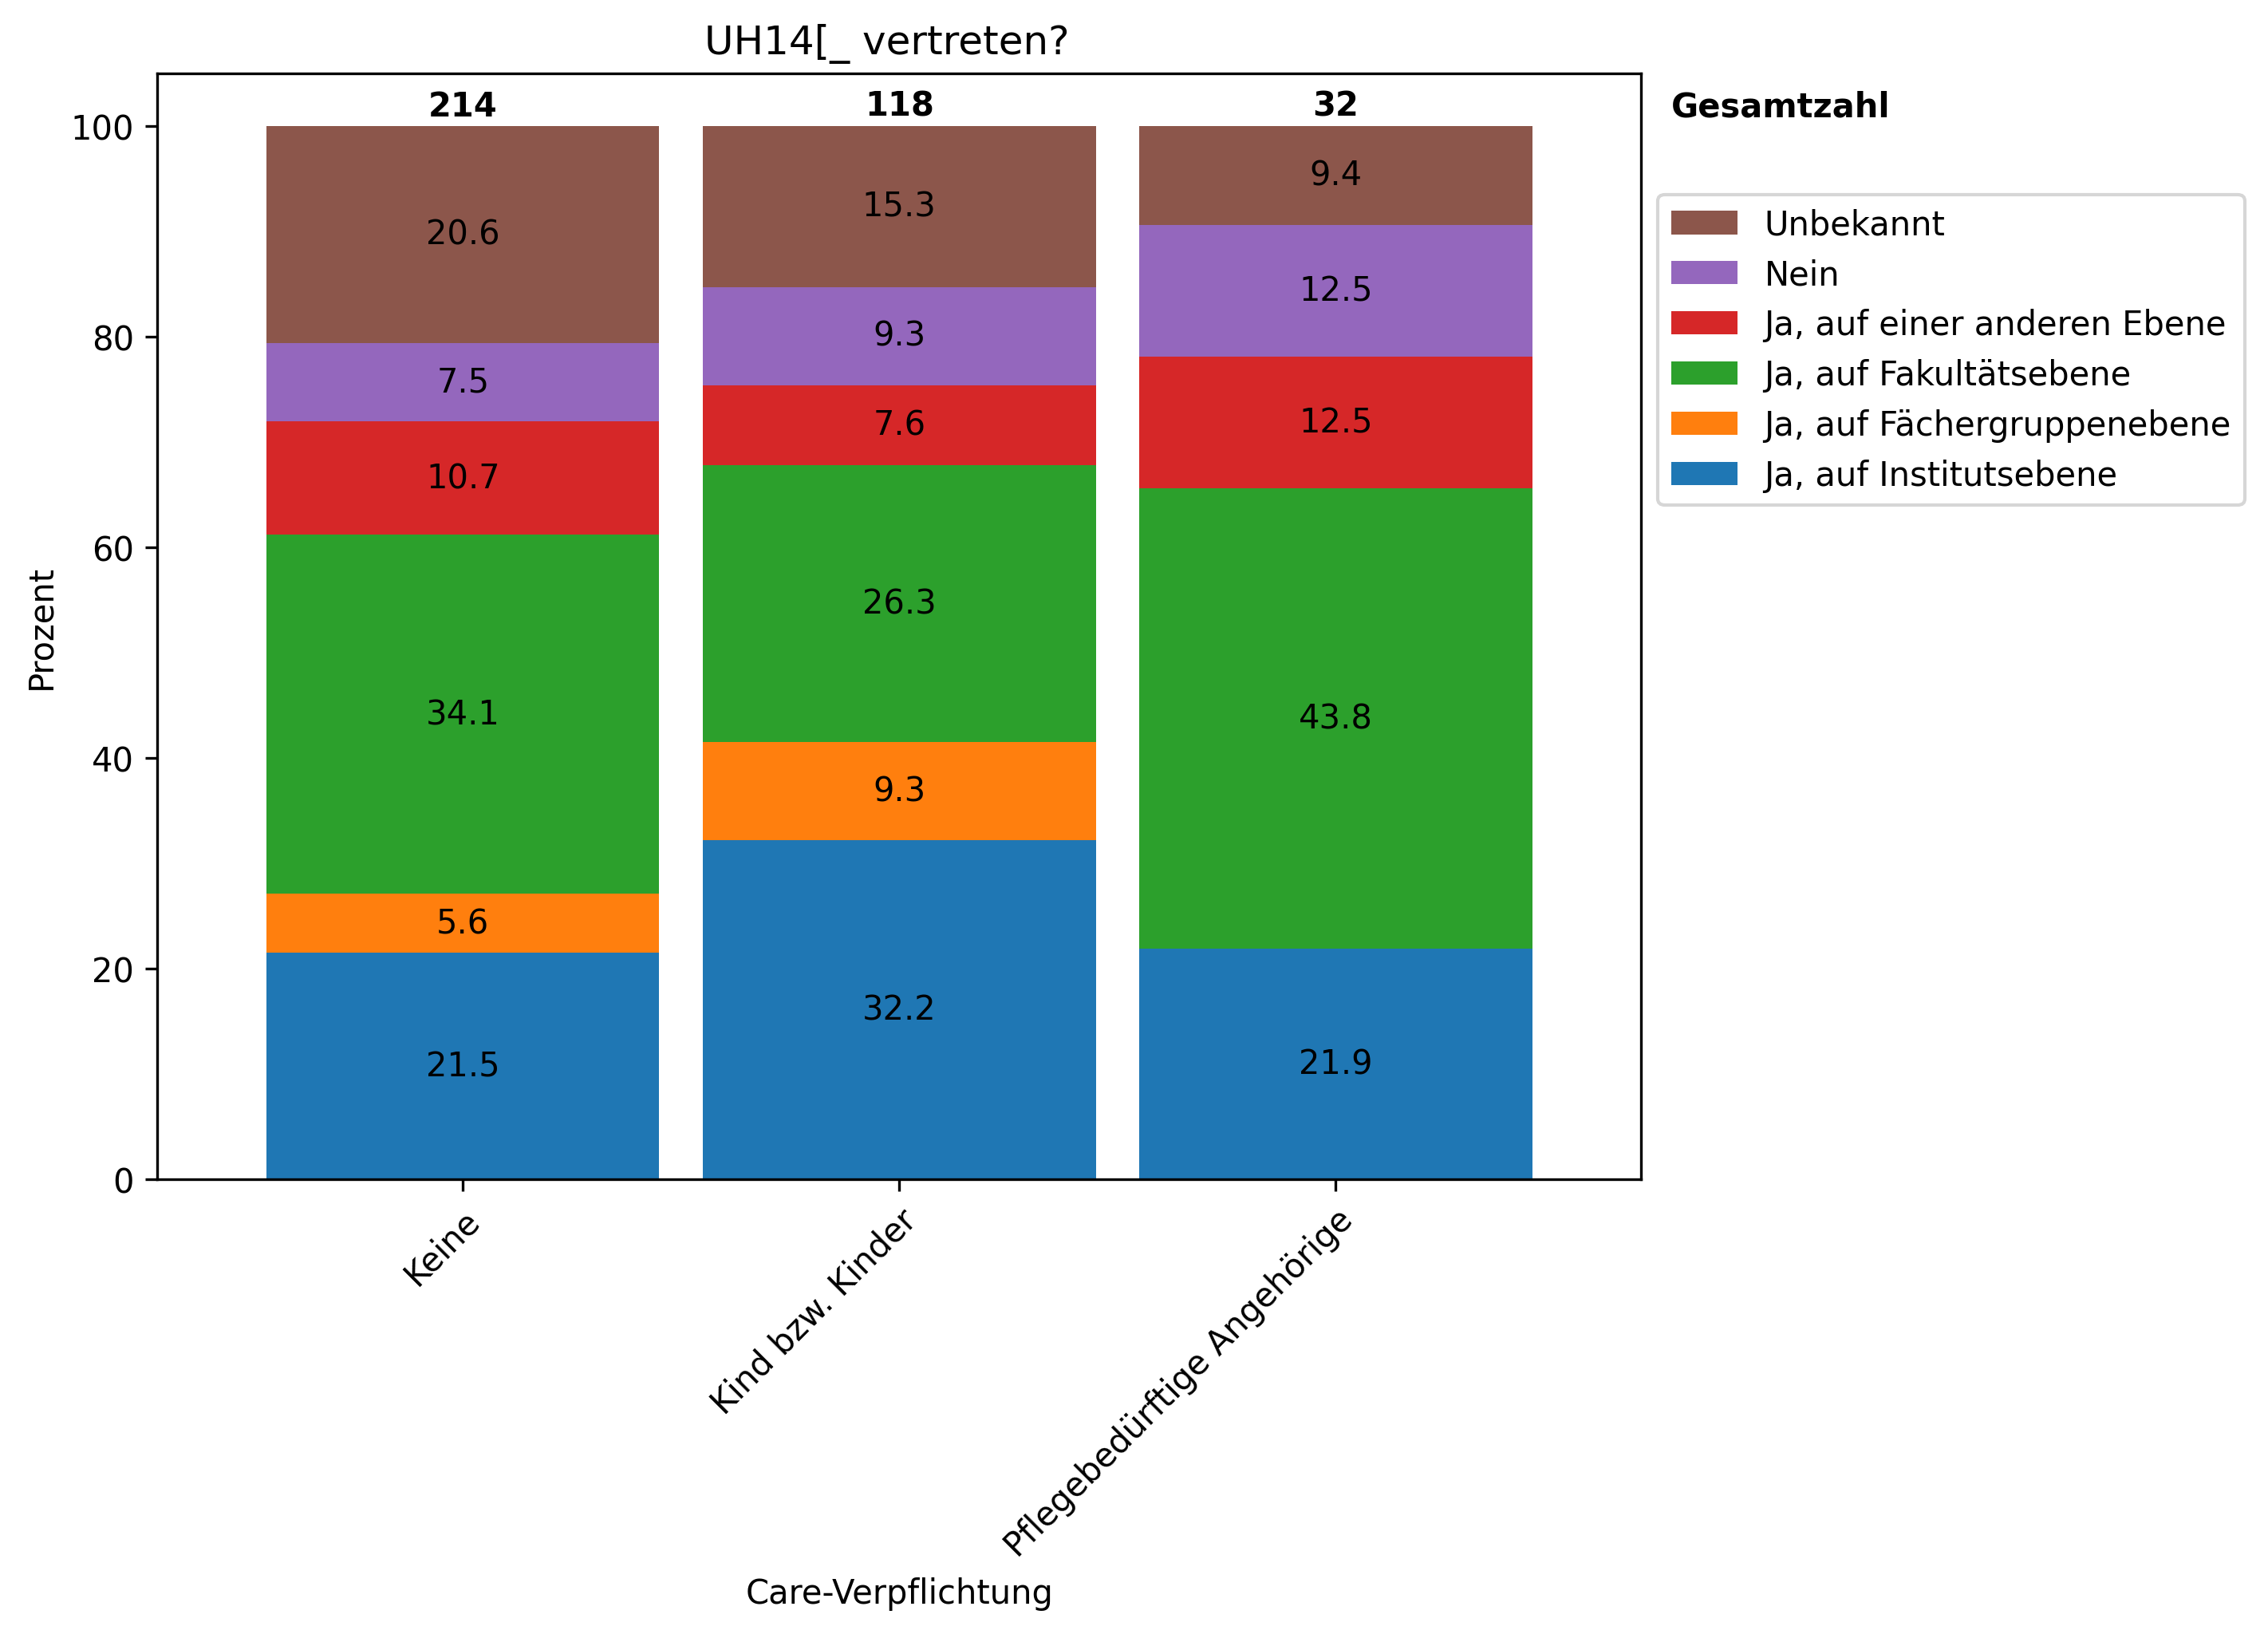 UH14[_ vertreten?
214
118
32
Gesamtzahl
100
80
60
40
20
0
Prozent
20.6
7.5
10.7
34.1
5.6
21.5
15.3
9.3
7.6
26.3
9.3
32.2
9.4
12.5
12.5
43.8
21.9
Unbekannt
Nein
Ja, auf einer anderen Ebene
Ja, auf Fakultätsebene
Ja, auf Fächergruppenebene
Ja, auf Institutsebene
Keine
Kind bzw. Kinder
Pflegebedürftige Angehörige
Care-Verpflichtung